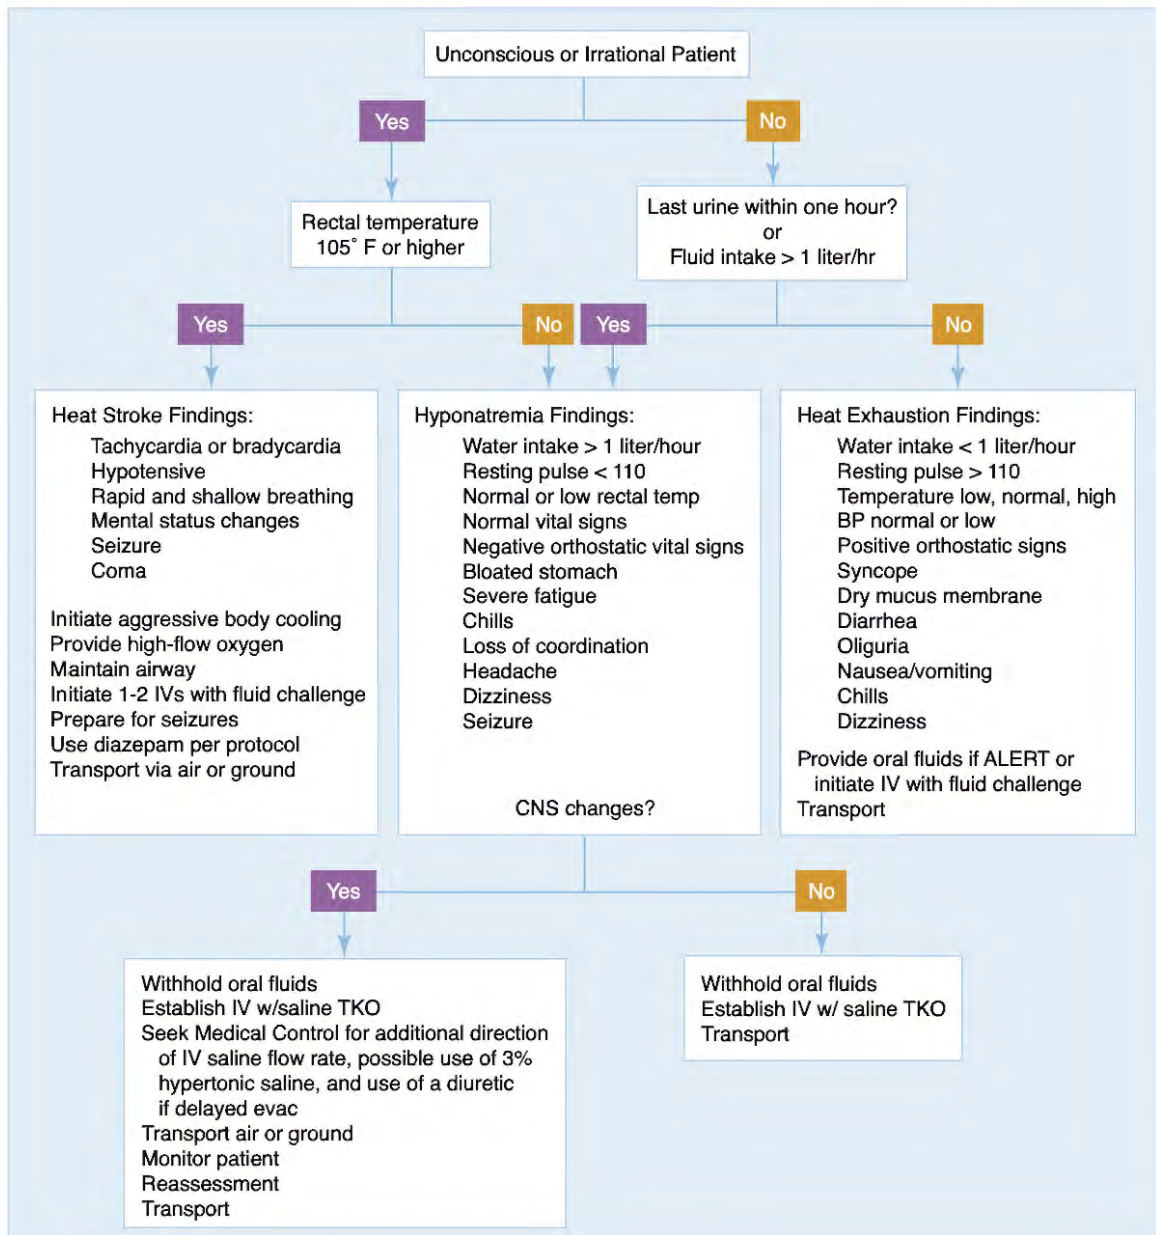 Unconscious or Irrational Patient
Yes
No
Rectal temperature
105° F or higher
Last urine within one hour?
or
Fluid intake > 1 liter/hr
Yes
No
Yes
No
Heat Stroke Findings:
Tachycardia or bradycardia
Hypotensive
Rapid and shallow breathing
Mental status changes
Seizure
Coma
Initiate aggressive body cooling
Provide high-flow oxygen
Maintain airway
Initiate 1-2 IVs with fluid challenge
Prepare for seizures
Use diazepam per protocol
Transport via air or ground
Hyponatremia Findings:
Water intake > 1 liter/hour
Resting pulse < 110
Normal or low rectal temp
Normal vital signs
Negative orthostatic vital signs
Bloated stomach
Severe fatigue
Chills
Loss of coordination
Headache
Dizziness
Seizure
CNS changes?
Heat Exhaustion Findings:
Water intake < 1 liter/hour
Resting pulse > 110
Temperature low, normal, high
BP normal or low
Positive orthostatic signs
Syncope
Dry mucus membrane
Diarrhea
Oliguria
Nausea/vomiting
Chills
Dizziness
Provide oral fluids if ALERT or
initiate IV with fluid challenge
Transport
Yes
No
Withhold oral fluids
Establish IV w/saline TKO
Seek Medical Control for additional direction
of IV saline flow rate, possible use of 3%
hypertonic saline, and use of a diuretic
if delayed evac
Transport air or ground
Monitor patient
Reassessment
Transport
Withhold oral fluids
Establish IV w/ saline TKO
Transport